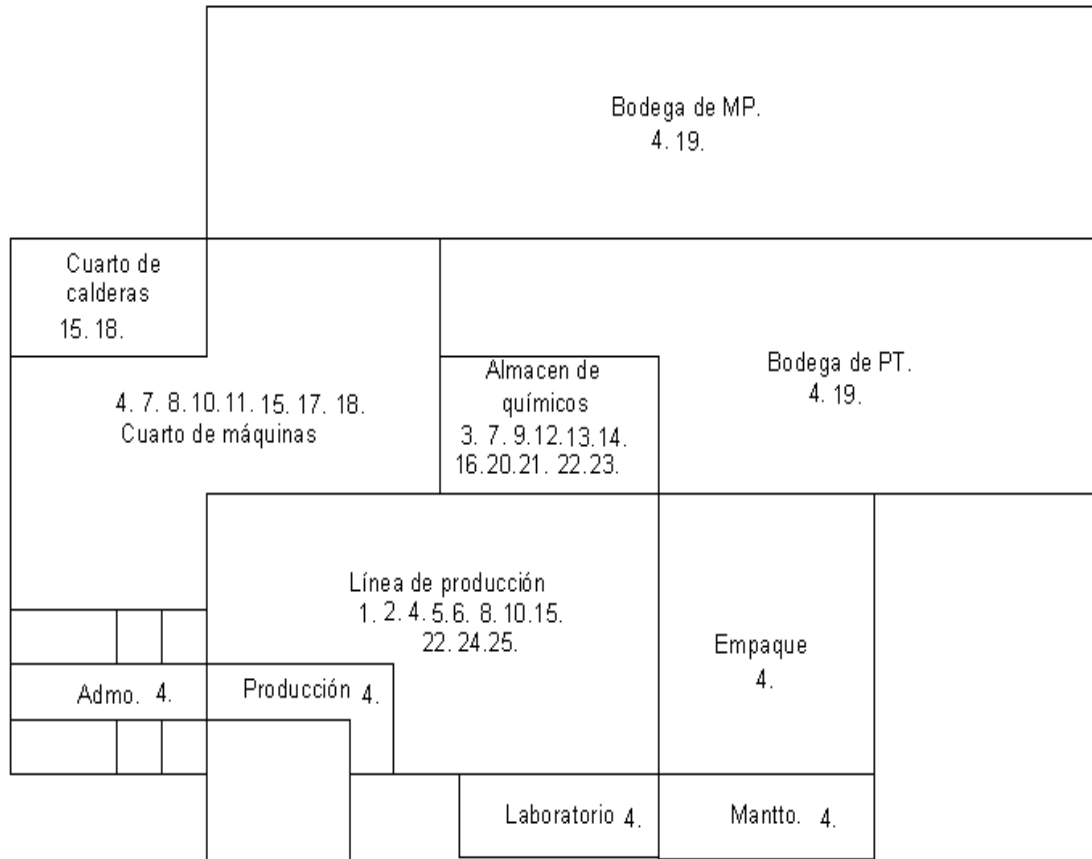 Bodega de MP.
4. 19.
Cuarto de
calderas
15. 18.
4. 7. 8. 10. 11. 15. 17. 18.
Cuarto de máquinas
Almacen de
químicos
3. 7. 9. 12. 13. 14.
16. 20. 21. 22. 23.
Bodega de PT.
4. 19.
Línea de producción
1. 2. 4. 5. 6. 8. 10. 15.
22. 24. 25.
Empaque
4.
Admo. 4.
Producción 4.
Laboratorio 4.
Mantto. 4.